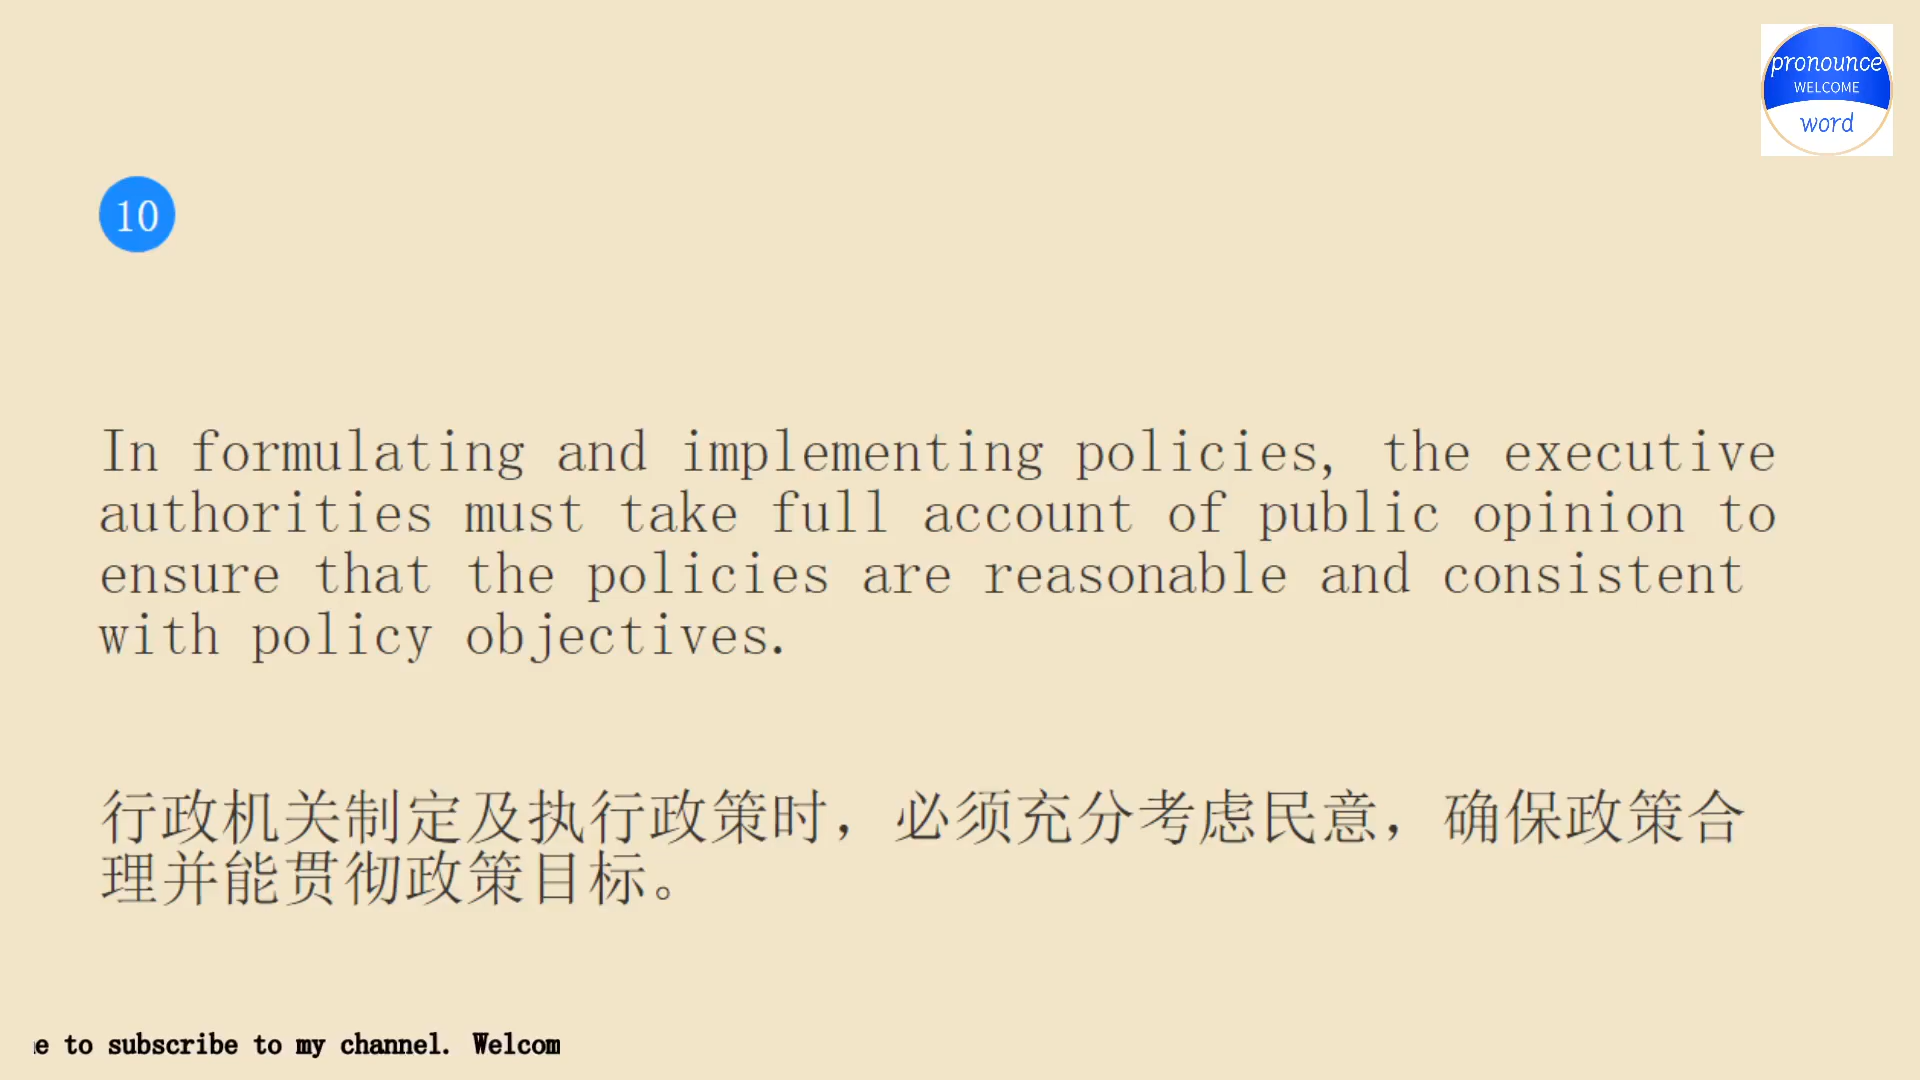 pronounce
WELCOME
word
10
In formulating and implementing policies, the executive
authorities must take full account of public opinion to
ensure that the policies are reasonable and consistent
with policy objectives.
行政机关制定及执行政策时，必须充分考虑民意，确保政策合
理并能贯彻政策目标。
e to subscribe to my channel. Welcom